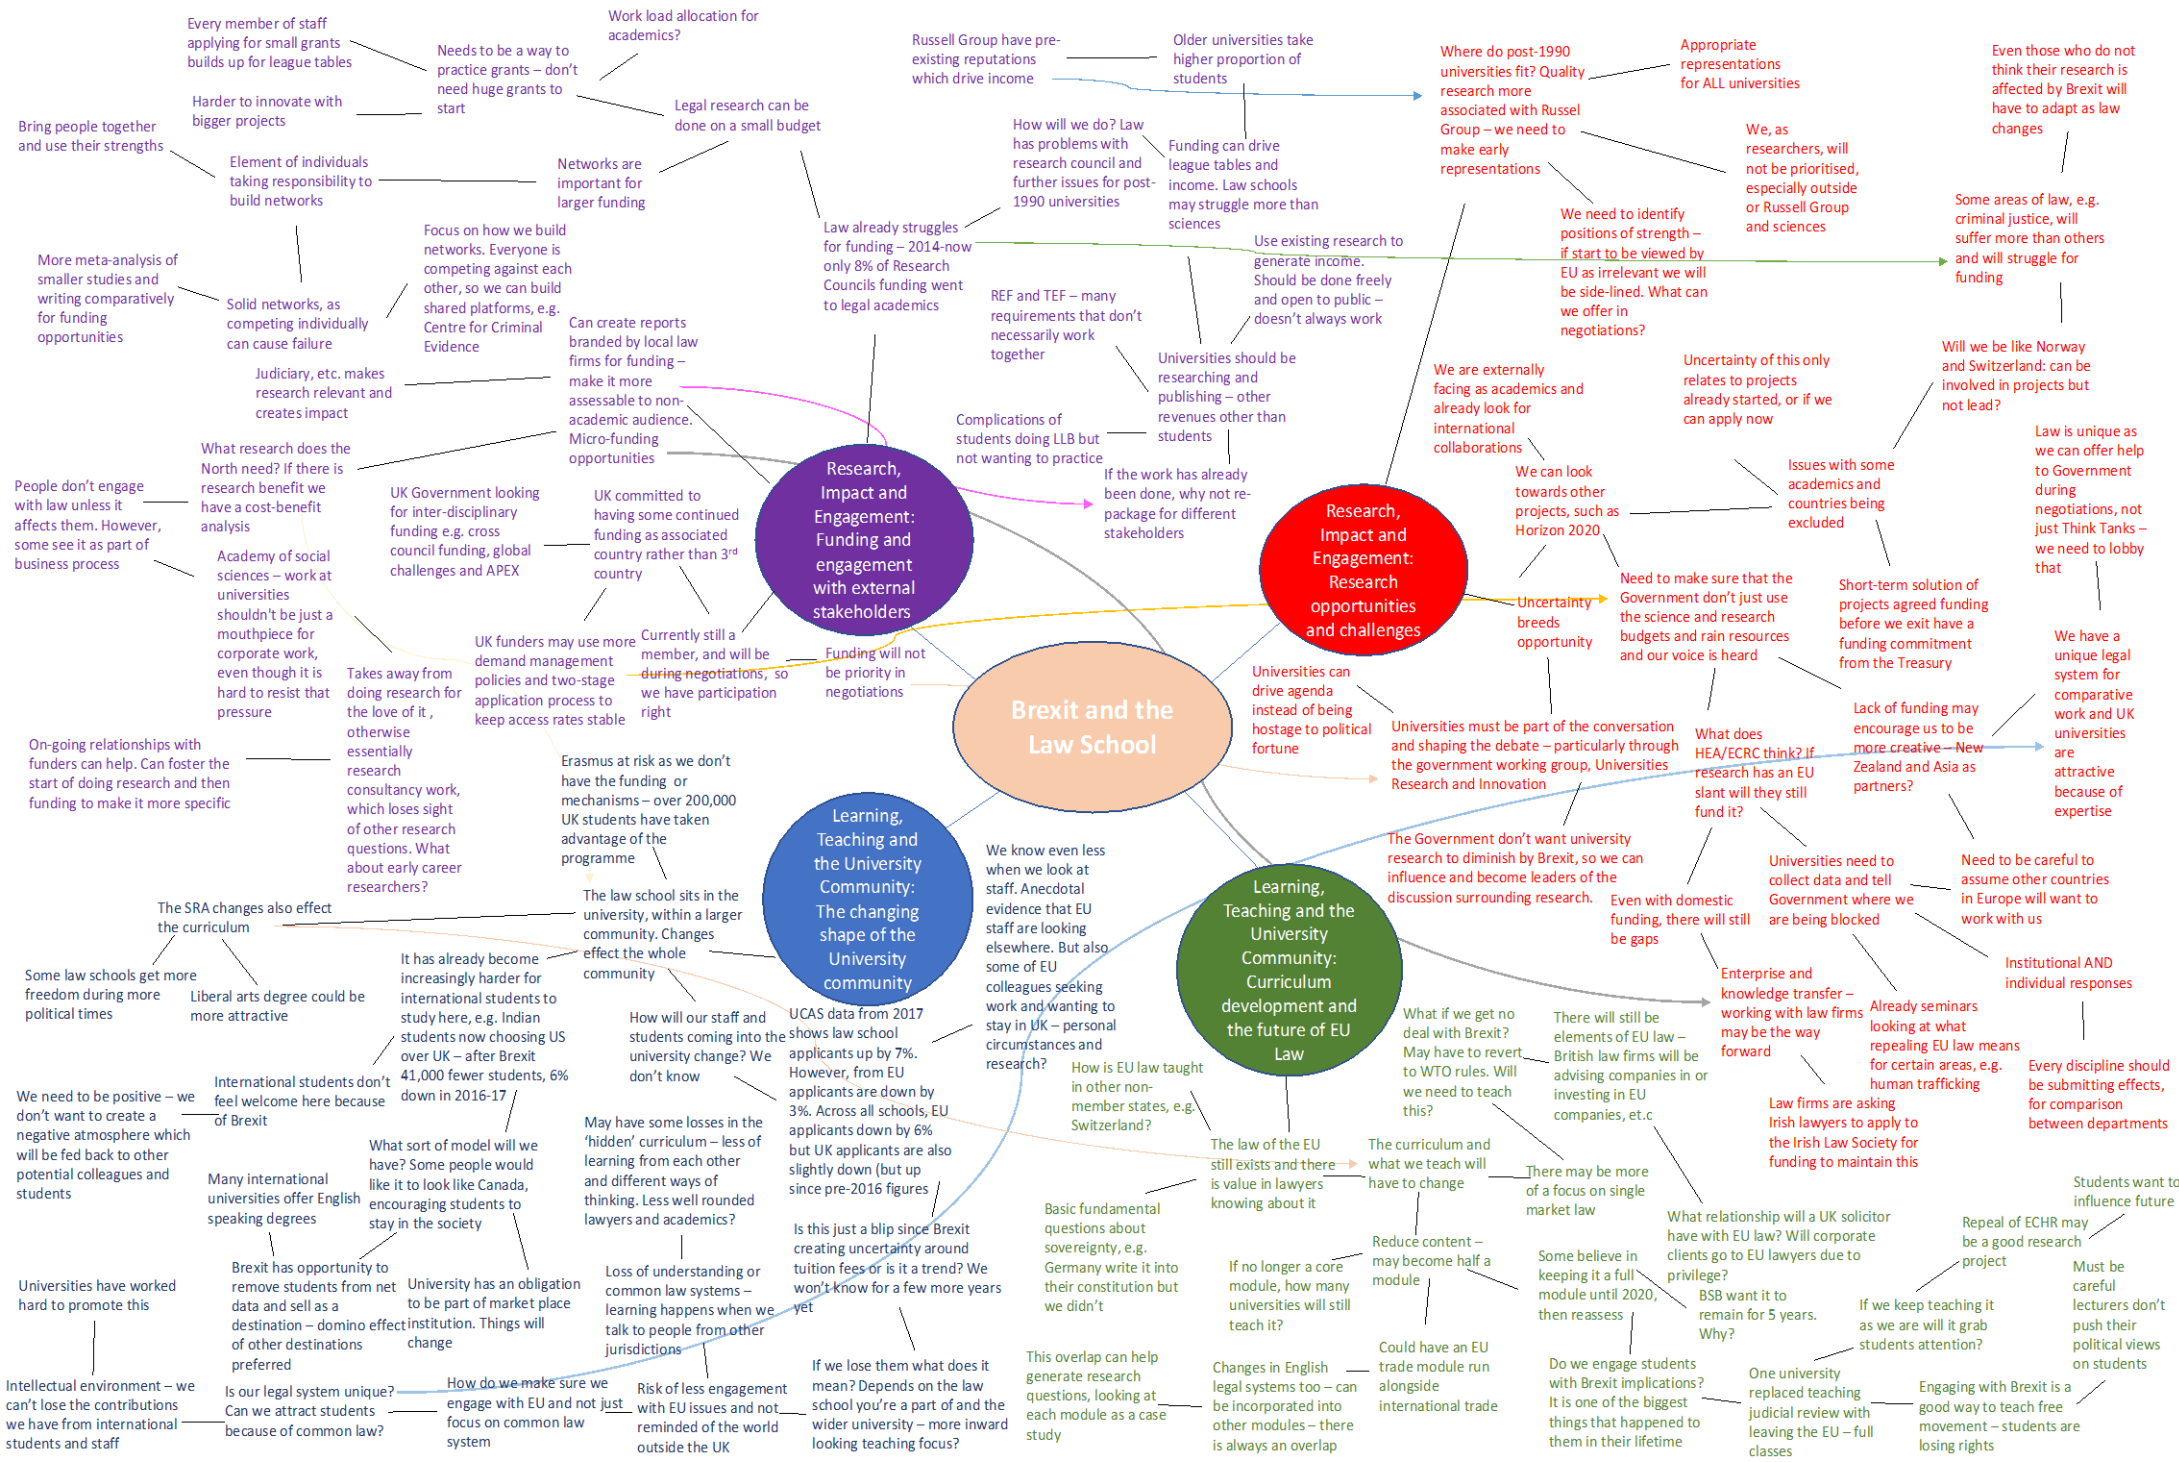 Every member of staff
applying for small grants
builds up for league tables
Work load allocation for
academics?
Needs to be a way to
practice grants – don't
need huge grants to
start
Harder to innovate with
bigger projects
Legal research can be
done on a small budget
Bring people together
and use their strengths
Element of individuals
taking responsibility to
build networks
Networks are
important for
larger funding
Focus on how we build
networks. Everyone is
competing against each
other, so we can build
shared platforms, e.g.
Centre for Criminal
Evidence
More meta-analysis of
smaller studies and
writing comparatively
for funding
opportunities
Solid networks, as
competing individually
can cause failure
Can create reports
branded by local law
firms for funding –
make it more
assessable to non-
academic audience.
Micro-funding
opportunities
Judiciary, etc. makes
research relevant and
creates impact
What research does the
North need? If there is
research benefit we
have a cost-benefit
analysis
People don't engage
with law unless it
affects them. However,
some see it as part of
business process
Academy of social
sciences – work at
universities
shouldn't be just a
mouthpiece for
corporate work,
even though it is
hard to resist that
pressure
Takes away from
doing research for
the love of it ,
otherwise
essentially
research
consultancy work,
which loses sight
of other research
questions. What
about early career
researchers?
On-going relationships with
funders can help. Can foster the
start of doing research and then
funding to make it more specific
UK Government looking
for inter-disciplinary
funding e.g. cross
council funding, global
challenges and APEX
UK committed to
having some continued
funding as associated
country rather than 3rd
country
UK funders may use more
demand management
policies and two-stage
application process to
keep access rates stable
Currently still a
member, and will be
during negotiations, so
we have participation
right
Funding will not
be priority in
negotiations
Russell Group have pre-
existing reputations
which drive income
Older universities take
higher proportion of
students
How will we do? Law
has problems with
research council and
further issues for post-
1990 universities
Funding can drive
league tables and
income. Law schools
may struggle more than
sciences
Law already struggles
for funding – 2014-now
only 8% of Research
Councils funding went
to legal academics
Use existing research to
generate income.
Should be done freely
and open to public –
doesn't always work
REF and TEF – many
requirements that don't
necessarily work
together
Universities should be
researching and
publishing – other
revenues other than
students
Complications of
students doing LLB but
not wanting to practice
If the work has already
been done, why not re-
package for different
stakeholders
Research,
Impact and
Engagement:
Funding and
engagement
with external
stakeholders
Where do post-1990
universities fit? Quality
research more
associated with Russel
Group – we need to
make early
representations
Appropriate
representations
for ALL universities
We, as
researchers, will
not be prioritised,
especially outside
or Russell Group
and sciences
We need to identify
positions of strength –
if start to be viewed by
EU as irrelevant we will
be side-lined. What can
we offer in
negotiations?
Even those who do not
think their research is
affected by Brexit will
have to adapt as law
changes
Some areas of law, e.g.
criminal justice, will
suffer more than others
and will struggle for
funding
Will we be like Norway
and Switzerland: can be
involved in projects but
not lead?
We are externally
facing as academics and
already look for
international
collaborations
Uncertainty of this only
relates to projects
already started, or if we
can apply now
We can look
towards other
projects, such as
Horizon 2020
Issues with some
academics and
countries being
excluded
Law is unique as
we can offer help
to Government
during
negotiations, not
just Think Tanks –
we need to lobby
that
Research,
Impact and
Engagement:
Research
opportunities
and challenges
Uncertainty
breeds
opportunity
Need to make sure that the
Government don't just use
the science and research
budgets and rain resources
and our voice is heard
Short-term solution of
projects agreed funding
before we exit have a
funding commitment
from the Treasury
We have a
unique legal
system for
comparative
work and UK
universities
are
attractive
because of
expertise
Universities can
drive agenda
instead of being
hostage to political
fortune
Universities must be part of the conversation
and shaping the debate – particularly through
the government working group, Universities
Research and Innovation
What does
HEA/ECRC think? If
research has an EU
slant will they still
fund it?
Lack of funding may
encourage us to be
more creative – New
Zealand and Asia as
partners?
The Government don't want university
research to diminish by Brexit, so we can
influence and become leaders of the
discussion surrounding research.
Even with domestic
funding, there will still
be gaps
Universities need to
collect data and tell
Government where we
are being blocked
Need to be careful to
assume other countries
in Europe will want to
work with us
Enterprise and
knowledge transfer –
working with law firms
may be the way
forward
Already seminars
looking at what
repealing EU law means
for certain areas, e.g.
human trafficking
Institutional AND
individual responses
Every discipline should
be submitting effects,
for comparison
between departments
Law firms are asking
Irish lawyers to apply to
the Irish Law Society for
funding to maintain this
Brexit and the
Law School
Erasmus at risk as we don't
have the funding or
mechanisms – over 200,000
UK students have taken
advantage of the
programme
The law school sits in the
university, within a larger
community. Changes
effect the whole
community
Learning,
Teaching and
the University
Community:
The changing
shape of the
University
community
The SRA changes also effect
the curriculum
Some law schools get more
freedom during more
political times
Liberal arts degree could be
more attractive
It has already become
increasingly harder for
international students to
study here, e.g. Indian
students now choosing US
over UK – after Brexit
41,000 fewer students, 6%
down in 2016-17
International students don't
feel welcome here because
of Brexit
We need to be positive – we
don't want to create a
negative atmosphere which
will be fed back to other
potential colleagues and
students
What sort of model will we
have? Some people would
like it to look like Canada,
encouraging students to
stay in the society
Many international
universities offer English
speaking degrees
Brexit has opportunity to
remove students from net
data and sell as a
destination – domino effect
of other destinations
preferred
University has an obligation
to be part of market place
institution. Things will
change
Universities have worked
hard to promote this
Intellectual environment – we
can't lose the contributions
we have from international
students and staff
Is our legal system unique?
Can we attract students
because of common law?
How do we make sure we
engage with EU and not just
focus on common law
system
Risk of less engagement
with EU issues and not
reminded of the world
outside the UK
How will our staff and
students coming into the
university change? We
don't know
May have some losses in the
'hidden' curriculum – less of
learning from each other
and different ways of
thinking. Less well rounded
lawyers and academics?
Loss of understanding or
common law systems –
learning happens when we
talk to people from other
jurisdictions
UCAS data from 2017
shows law school
applicants up by 7%.
However, from EU
applicants are down by
3%. Across all schools, EU
applicants down by 6%
but UK applicants are also
slightly down (but up
since pre-2016 figures
We know even less
when we look at
staff. Anecdotal
evidence that EU
staff are looking
elsewhere. But also
some of EU
colleagues seeking
work and wanting to
stay in UK – personal
circumstances and
research?
Is this just a blip since Brexit
creating uncertainty around
tuition fees or is it a trend? We
won't know for a few more years
yet
If we lose them what does it
mean? Depends on the law
school you're a part of and the
wider university – more inward
looking teaching focus?
Learning,
Teaching and the
University
Community:
Curriculum
development and
the future of EU
Law
How is EU law taught
in other non-
member states, e.g.
Switzerland?
The law of the EU
still exists and there
is value in lawyers
knowing about it
Basic fundamental
questions about
sovereignty, e.g.
Germany write it into
their constitution but
we didn't
The curriculum and
what we teach will
have to change
What if we get no
deal with Brexit?
May have to revert
to WTO rules. Will
we need to teach
this?
There will still be
elements of EU law –
British law firms will be
advising companies in or
investing in EU
companies, et.c
There may be more
of a focus on single
market law
What relationship will a UK solicitor
have with EU law? Will corporate
clients go to EU lawyers due to
privilege?
Reduce content –
may become half a
module
If no longer a core
module, how many
universities will still
teach it?
Some believe in
keeping it a full
module until 2020,
then reassess
BSB want it to
remain for 5 years.
Why?
Could have an EU
trade module run
alongside
international trade
Changes in English
legal systems too – can
be incorporated into
other modules – there
is always an overlap
This overlap can help
generate research
questions, looking at
each module as a case
study
Do we engage students
with Brexit implications?
It is one of the biggest
things that happened to
them in their lifetime
One university
replaced teaching
judicial review with
leaving the EU – full
classes
If we keep teaching it
as we are will it grab
students attention?
Repeal of ECHR may
be a good research
project
Students want to
influence future
Must be
careful
lecturers don't
push their
political views
on students
Engaging with Brexit is a
good way to teach free
movement – students are
losing rights